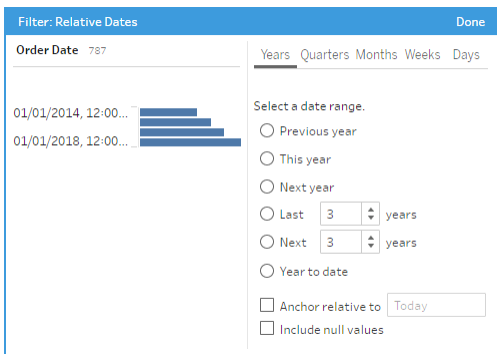 Filter: Relative Dates Done
Order Date 787
Years Quarters Months Weeks Days
Select a date range.
01/01/2014, 12:00...
01/01/2018, 12:00...
Previous year
This year
Next year
Last 3 years
Next 3 years
Year to date
Anchor relative to Today
Include null values